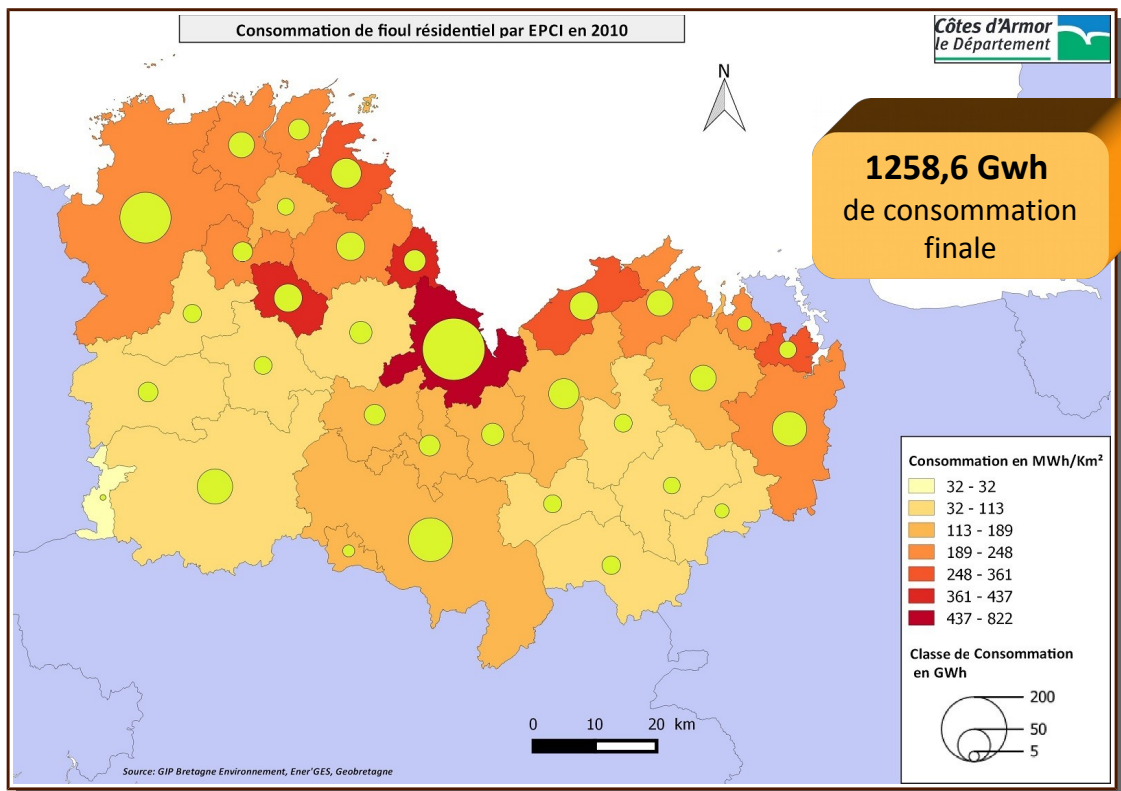 Consommation de fioul résidentiel par EPCI en 2010
Côtes d'Armor
le Département
N
1258,6 Gwh
de consommation
finale
Consommation en MWh/Km²
32 - 32
32 - 113
113 - 189
189 - 248
248 - 361
361 - 437
437 - 822
Classe de Consommation
en GWh
200
50
5
0 10 20 km
Source: GIP Bretagne Environnement, Ener'GES, Geobretagne